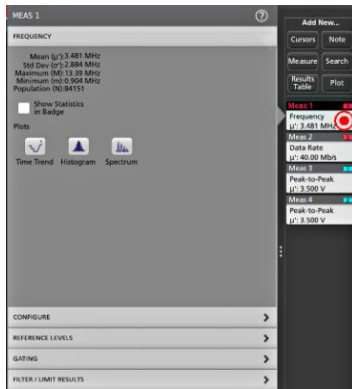 MEAS 1
?
FREQUENCY
Mean (µ'):3.481 MHz
Std Dev (σ'):2.884 MHz
Maximum (M):13.39 MHz
Minimum (m):0.904 MHz
Population (N):84151
Show Statistics
in Badge
Plots
Time Trend
Histogram
Spectrum
CONFIGURE
REFERENCE LEVELS
GATING
FILTER / LIMIT RESULTS
Add New...
Cursors
Note
Measure
Search
Results
Table
Plot
Meas 1
Frequency
µ': 3.481 MHz
Meas 2
Data Rate
µ': 40.00 Mb/s
Meas 3
Peak-to-Peak
µ': 3.500 V
Meas 4
Peak-to-Peak
µ': 3.500 V